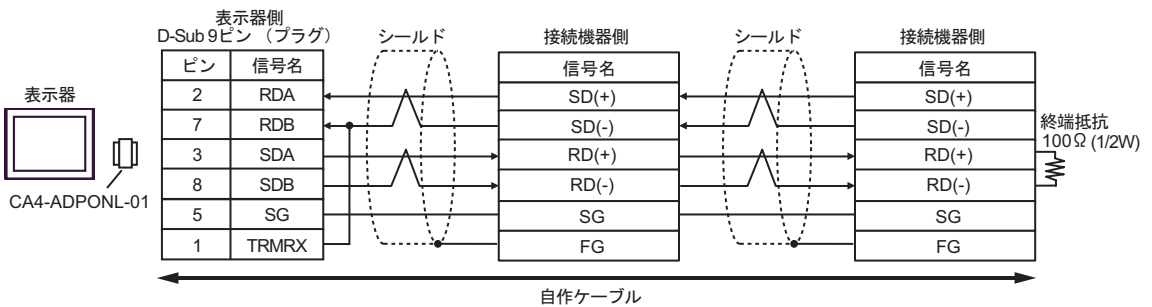 表示器側
D-Sub 9ピン （プラグ）
シールド
接続機器側
シールド
接続機器側
ピン 信号名
信号名
信号名
表示器
2 RDA
SD(+)
SD(+)
7 RDB
SD(-)
SD(-)
終端抵抗
100Ω (1/2W)
3 SDA
RD(+)
RD(+)
8 SDB
RD(-)
RD(-)
CA4-ADPONL-01
5 SG
SG
SG
1 TRMRX
FG
FG
自作ケーブル